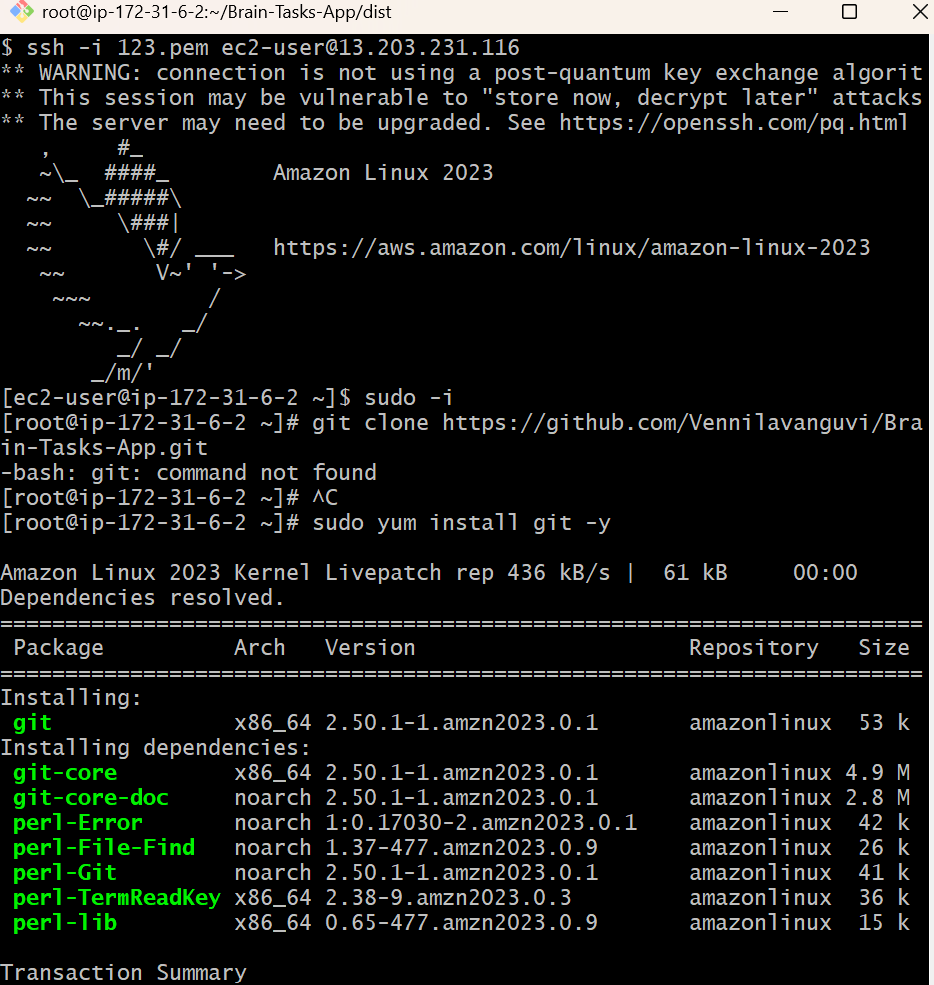 root@ip-172-31-6-2:~/Brain-Tasks-App/dist
$ ssh -i 123.pem ec2-user@13.203.231.116
** WARNING: connection is not using a post-quantum key exchange algorit
** This session may be vulnerable to "store now, decrypt later" attacks
** The server may need to be upgraded. See https://openssh.com/pq.html
   ,     #_
   ~\_  ####_        Amazon Linux 2023
  ~~  \_#####\
  ~~     \###|
  ~~       \#/ ___   https://aws.amazon.com/linux/amazon-linux-2023
   ~~       V~' '->
    ~~~         /
      ~~._.   _/
         _/ _/
       _/m/'
[ec2-user@ip-172-31-6-2 ~]$ sudo -i
[root@ip-172-31-6-2 ~]# git clone https://github.com/Vennilavanguvi/Bra
in-Tasks-App.git
-bash: git: command not found
[root@ip-172-31-6-2 ~]# ^C
[root@ip-172-31-6-2 ~]# sudo yum install git -y
Amazon Linux 2023 Kernel Livepatch rep 436 kB/s |  61 kB     00:00
Dependencies resolved.
=======================================================================
 Package          Arch   Version                     Repository   Size
=======================================================================
Installing:
 git              x86_64 2.50.1-1.amzn2023.0.1       amazonlinux  53 k
Installing dependencies:
 git-core         x86_64 2.50.1-1.amzn2023.0.1       amazonlinux 4.9 M
 git-core-doc     noarch 2.50.1-1.amzn2023.0.1       amazonlinux 2.8 M
 perl-Error       noarch 1:0.17030-2.amzn2023.0.1    amazonlinux  42 k
 perl-File-Find   noarch 1.37-477.amzn2023.0.9       amazonlinux  26 k
 perl-Git         noarch 2.50.1-1.amzn2023.0.1       amazonlinux  41 k
 perl-TermReadKey x86_64 2.38-9.amzn2023.0.3         amazonlinux  36 k
 perl-lib         x86_64 0.65-477.amzn2023.0.9       amazonlinux  15 k
Transaction Summary